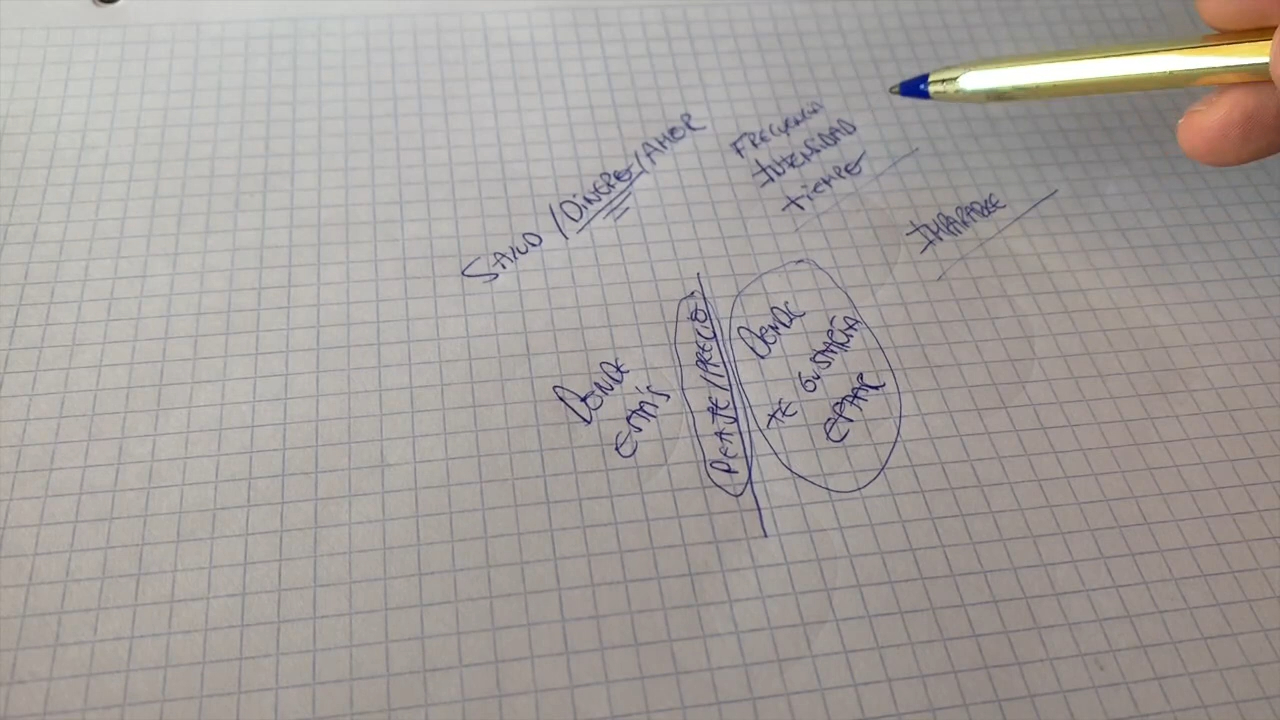 SALUD / DINERO / AMOR
FRECUENCIA
INTENSIDAD
TIEMPO
IMPARABLE
DONDE
ESTÁS
PEAJE / PRECIO
DONDE
TE GUSTARÍA
ESTAR